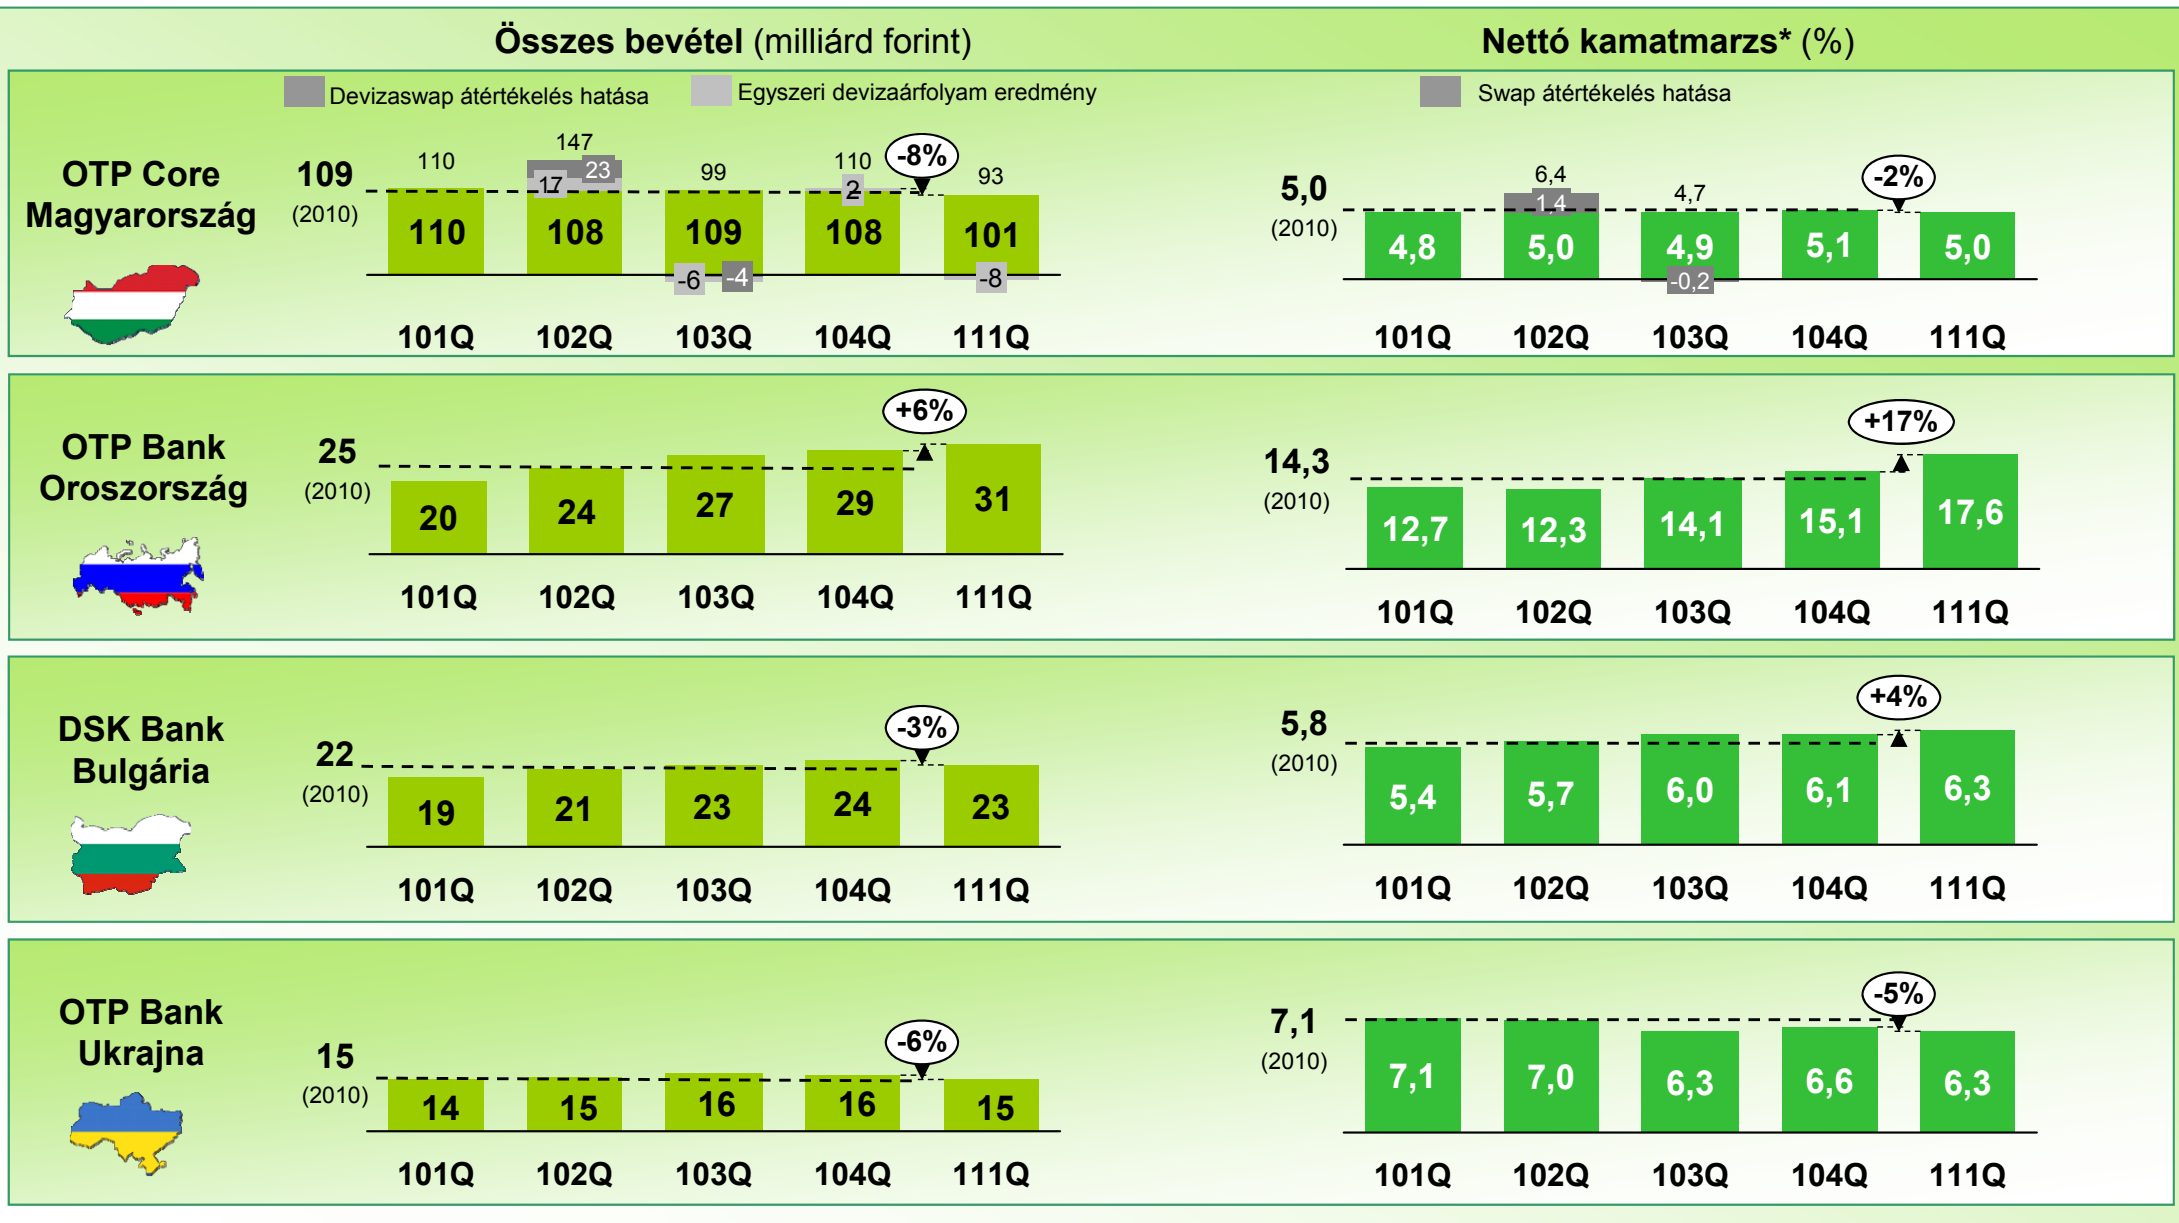 Összes bevétel (milliárd forint)
Nettó kamatmarzs* (%)
Devizaswap átértékelés hatása
Egyszeri devizaárfolyam eredmény
Swap átértékelés hatása
OTP Core
Magyarország
109
(2010)
110
147
99
110
93
-8%
17
23
2
110
108
109
108
101
-6
-4
-8
101Q
102Q
103Q
104Q
111Q
5,0
(2010)
6,4
4,7
-2%
1,4
4,8
5,0
4,9
5,1
5,0
-0,2
101Q
102Q
103Q
104Q
111Q
OTP Bank
Oroszország
25
(2010)
+6%
20
24
27
29
31
101Q
102Q
103Q
104Q
111Q
14,3
(2010)
+17%
12,7
12,3
14,1
15,1
17,6
101Q
102Q
103Q
104Q
111Q
DSK Bank
Bulgária
22
(2010)
-3%
19
21
23
24
23
101Q
102Q
103Q
104Q
111Q
5,8
(2010)
+4%
5,4
5,7
6,0
6,1
6,3
101Q
102Q
103Q
104Q
111Q
OTP Bank
Ukrajna
15
(2010)
-6%
14
15
16
16
15
101Q
102Q
103Q
104Q
111Q
7,1
(2010)
-5%
7,1
7,0
6,3
6,6
6,3
101Q
102Q
103Q
104Q
111Q